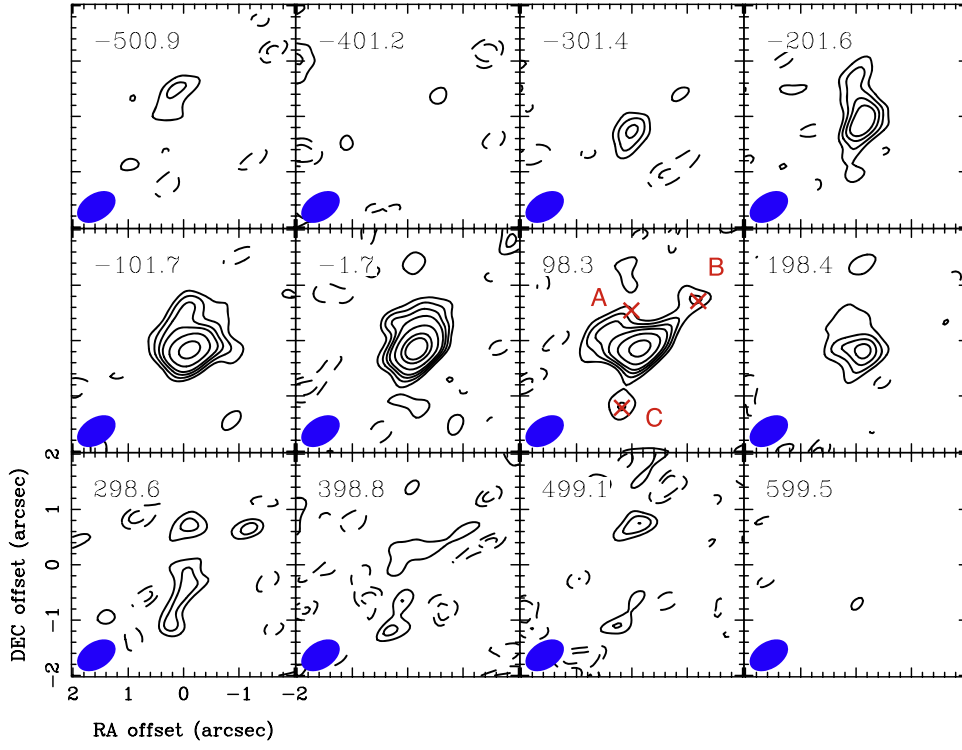 −500.9 −401.2 −301.4 −201.6
−101.7 −1.7 98.3 198.4
B
A
C
298.6 398.8 499.1 599.5
2
1
0
−1
−2
DEC offset (arcsec)
2 1 0 −1 −2
RA offset (arcsec)